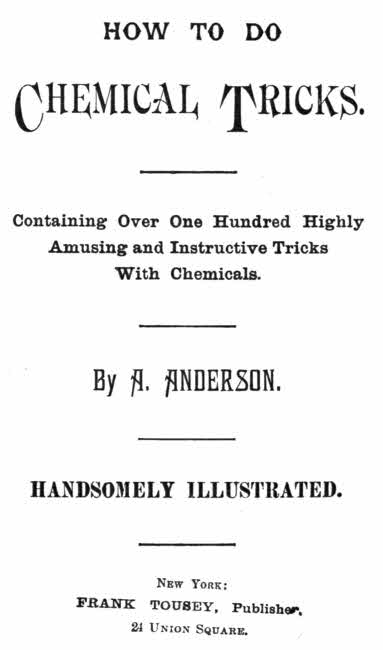 HOW TO DO
CHEMICAL TRICKS.
Containing Over One Hundred Highly
Amusing and Instructive Tricks
With Chemicals.
By A. ANDERSON.
HANDSOMELY ILLUSTRATED.
NEW YORK:
FRANK TOUSEY, Publisher,
24 UNION SQUARE.